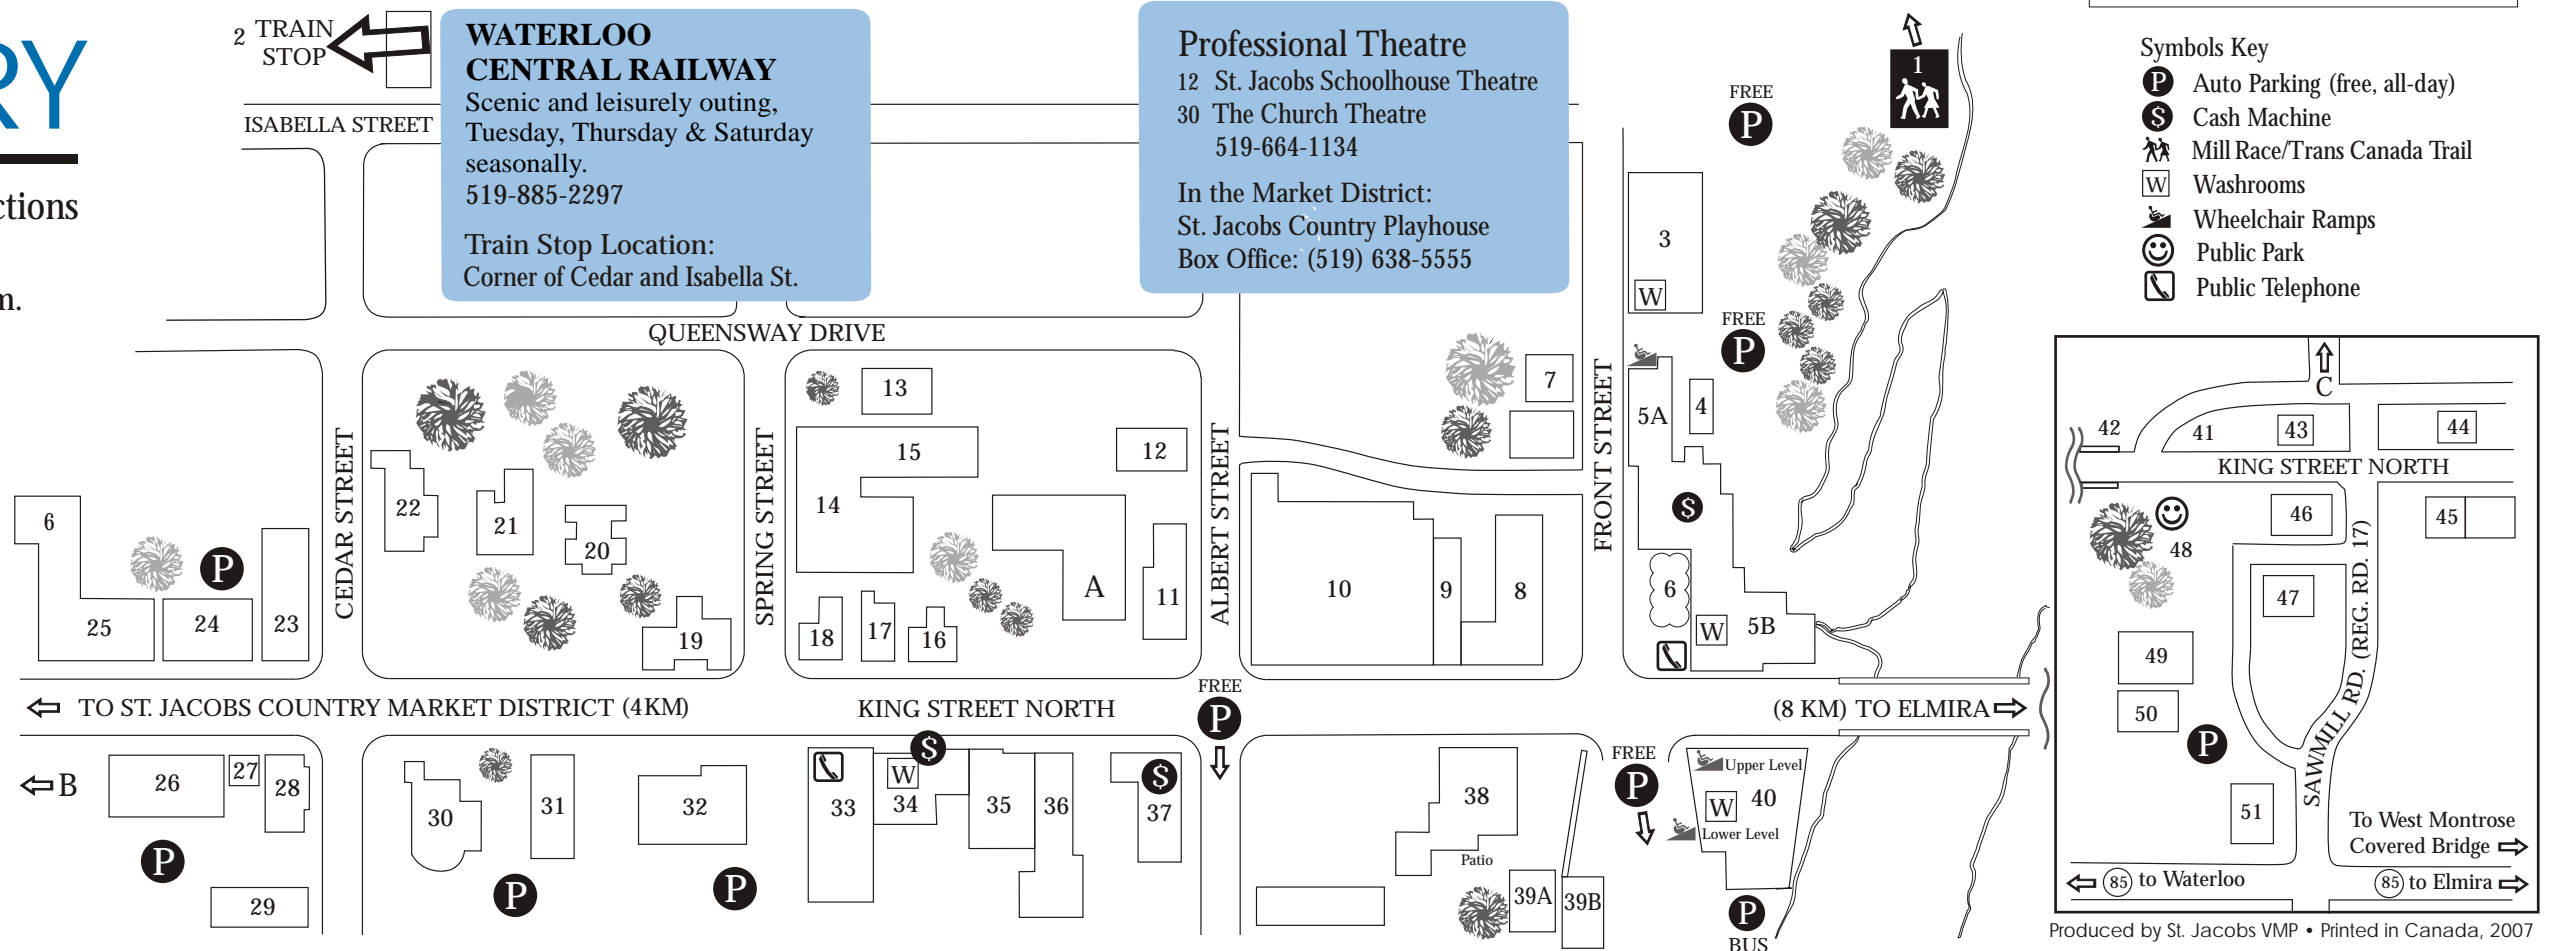 RY
ctions
m.
2 TRAIN
STOP
ISABELLA STREET
WATERLOO
CENTRAL RAILWAY
Scenic and leisurely outing,
Tuesday, Thursday & Saturday
seasonally.
519-885-2297
Train Stop Location:
Corner of Cedar and Isabella St.
Professional Theatre
12 St. Jacobs Schoolhouse Theatre
30 The Church Theatre
519-664-1134
In the Market District:
St. Jacobs Country Playhouse
Box Office: (519) 638-5555
FREE
P
1
3
W
FREE
P
QUEENSWAY DRIVE
CEDAR STREET
SPRING STREET
ALBERT STREET
FRONT STREET
13
7
5A
4
15
12
22
21
20
14
A
11
10
9
8
$
6
W
5B
6
P
25
24
23
19
18
17
16
TO ST. JACOBS COUNTRY MARKET DISTRICT (4KM)
KING STREET NORTH
FREE
P
(8 KM) TO ELMIRA
B
26
27
28
P
29
30
31
P
32
P
33
W
$
34
35
36
$
37
38
Patio
39A
39B
FREE
P
Upper Level
W
40
Lower Level
P
BUS
Symbols Key
P Auto Parking (free, all-day)
$ Cash Machine
Mill Race/Trans Canada Trail
W Washrooms
Wheelchair Ramps
Public Park
Public Telephone
C
42
41
43
44
KING STREET NORTH
46
45
48
47
SAWMILL RD. (REG. RD. 17)
49
50
P
51
To West Montrose
Covered Bridge
85 to Waterloo
85 to Elmira
Produced by St. Jacobs VMP • Printed in Canada, 2007